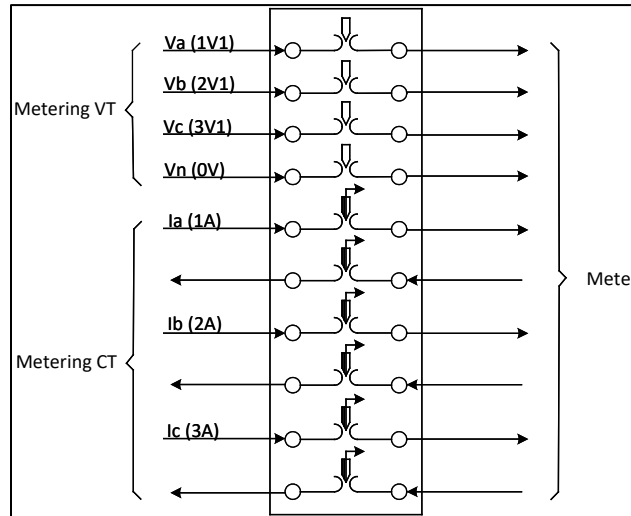 Va (1V1)
Vb (2V1)
Metering VT
Vc (3V1)
Vn (0V)
Ia (1A)
Mete
Ib (2A)
Metering CT
Ic (3A)